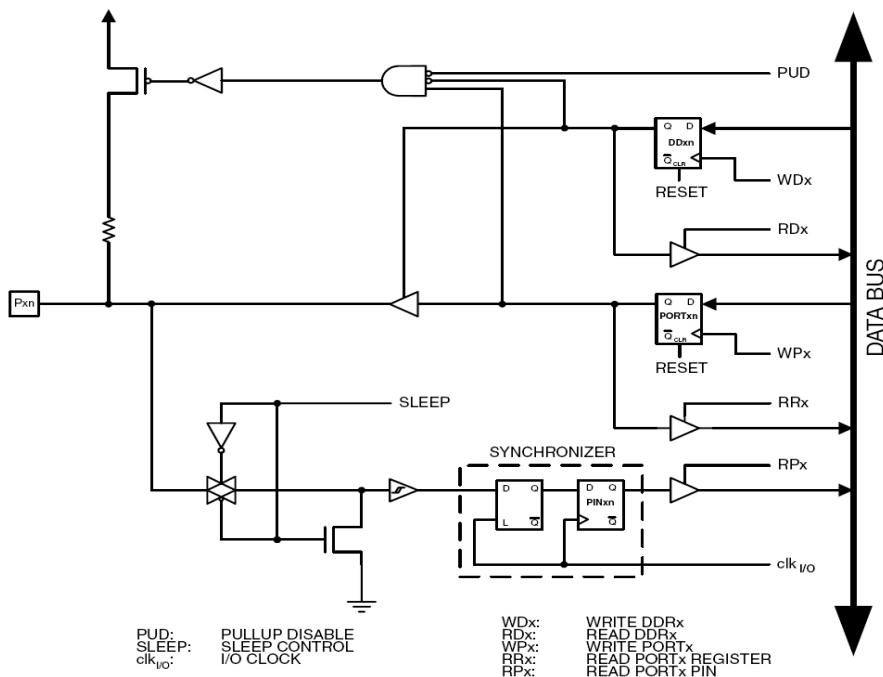 PUD
Q D
DDxn
Q CLR
WDx
RESET
RDx
Pxn
Q D
PORTxn
Q CLR
WPx
RESET
DATA BUS
SLEEP
RRx
SYNCHRONIZER
RPx
D Q
L Q
D Q
PINxn
Q
clk I/O
PUD: PULLUP DISABLE
SLEEP: SLEEP CONTROL
clk I/O: I/O CLOCK
WDx: WRITE DDRx
RDx: READ DDRx
WPx: WRITE PORTx
RRx: READ PORTx REGISTER
RPx: READ PORTx PIN